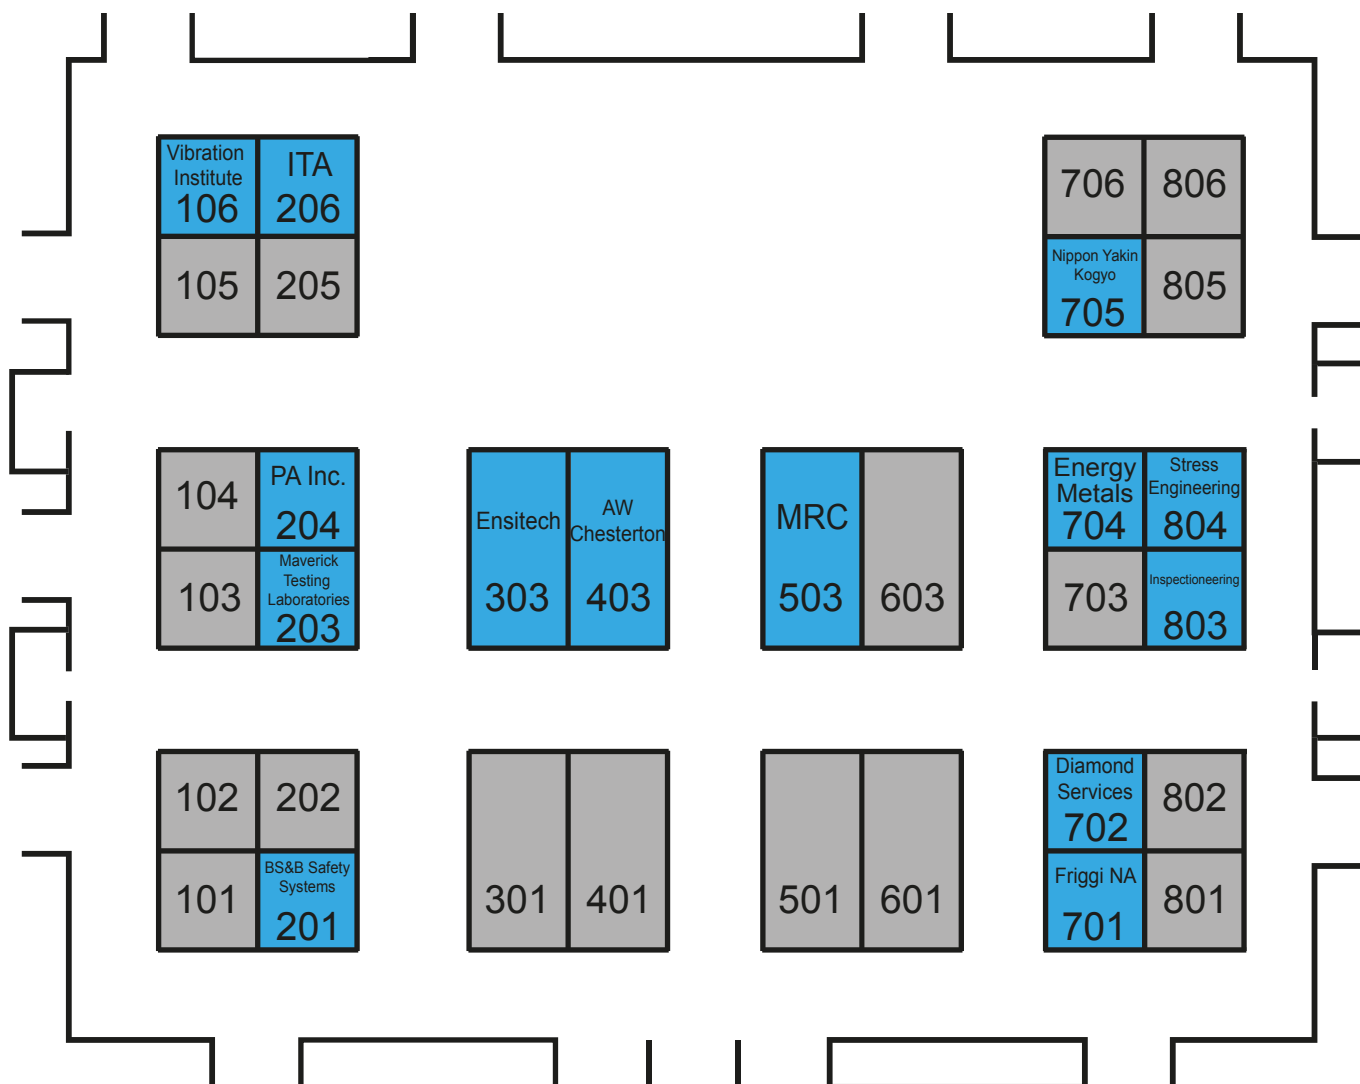 Vibration
Institute
106
ITA
206
105
205
706
806
Nippon Yakin
Kogyo
705
805
104
PA Inc.
204
103
Maverick
Testing
Laboratories
203
Ensitech
303
AW
Chesterton
403
MRC
503
603
Energy
Metals
704
Stress
Engineering
804
703
Inspectioneering
803
102
202
101
BS&B Safety
Systems
201
301
401
501
601
Diamond
Services
702
802
Friggi NA
701
801